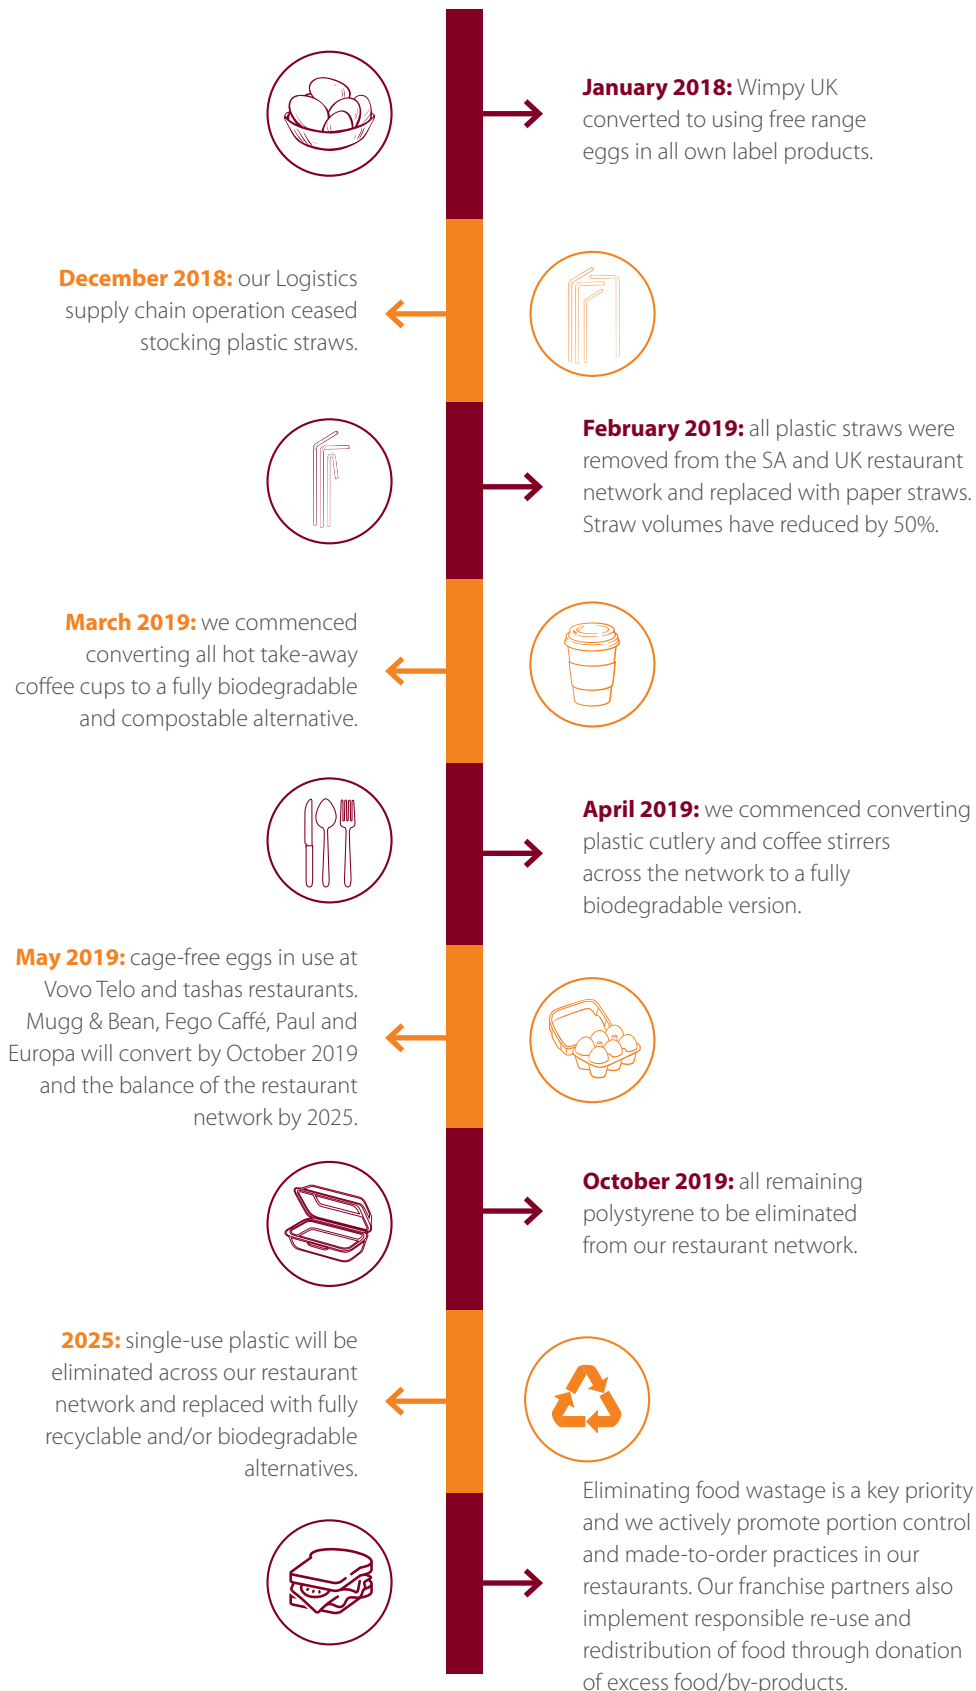 January 2018: Wimpy UK
converted to using free range
eggs in all own label products.
December 2018: our Logistics
supply chain operation ceased
stocking plastic straws.
February 2019: all plastic straws were
removed from the SA and UK restaurant
network and replaced with paper straws.
Straw volumes have reduced by 50%.
March 2019: we commenced
converting all hot take-away
coffee cups to a fully biodegradable
and compostable alternative.
April 2019: we commenced converting
plastic cutlery and coffee stirrers
across the network to a fully
biodegradable version.
May 2019: cage-free eggs in use at
Vovo Telo and tashas restaurants.
Mugg & Bean, Fego Caffé, Paul and
Europa will convert by October 2019
and the balance of the restaurant
network by 2025.
October 2019: all remaining
polystyrene to be eliminated
from our restaurant network.
2025: single-use plastic will be
eliminated across our restaurant
network and replaced with fully
recyclable and/or biodegradable
alternatives.
Eliminating food wastage is a key priority
and we actively promote portion control
and made-to-order practices in our
restaurants. Our franchise partners also
implement responsible re-use and
redistribution of food through donation
of excess food/by-products.